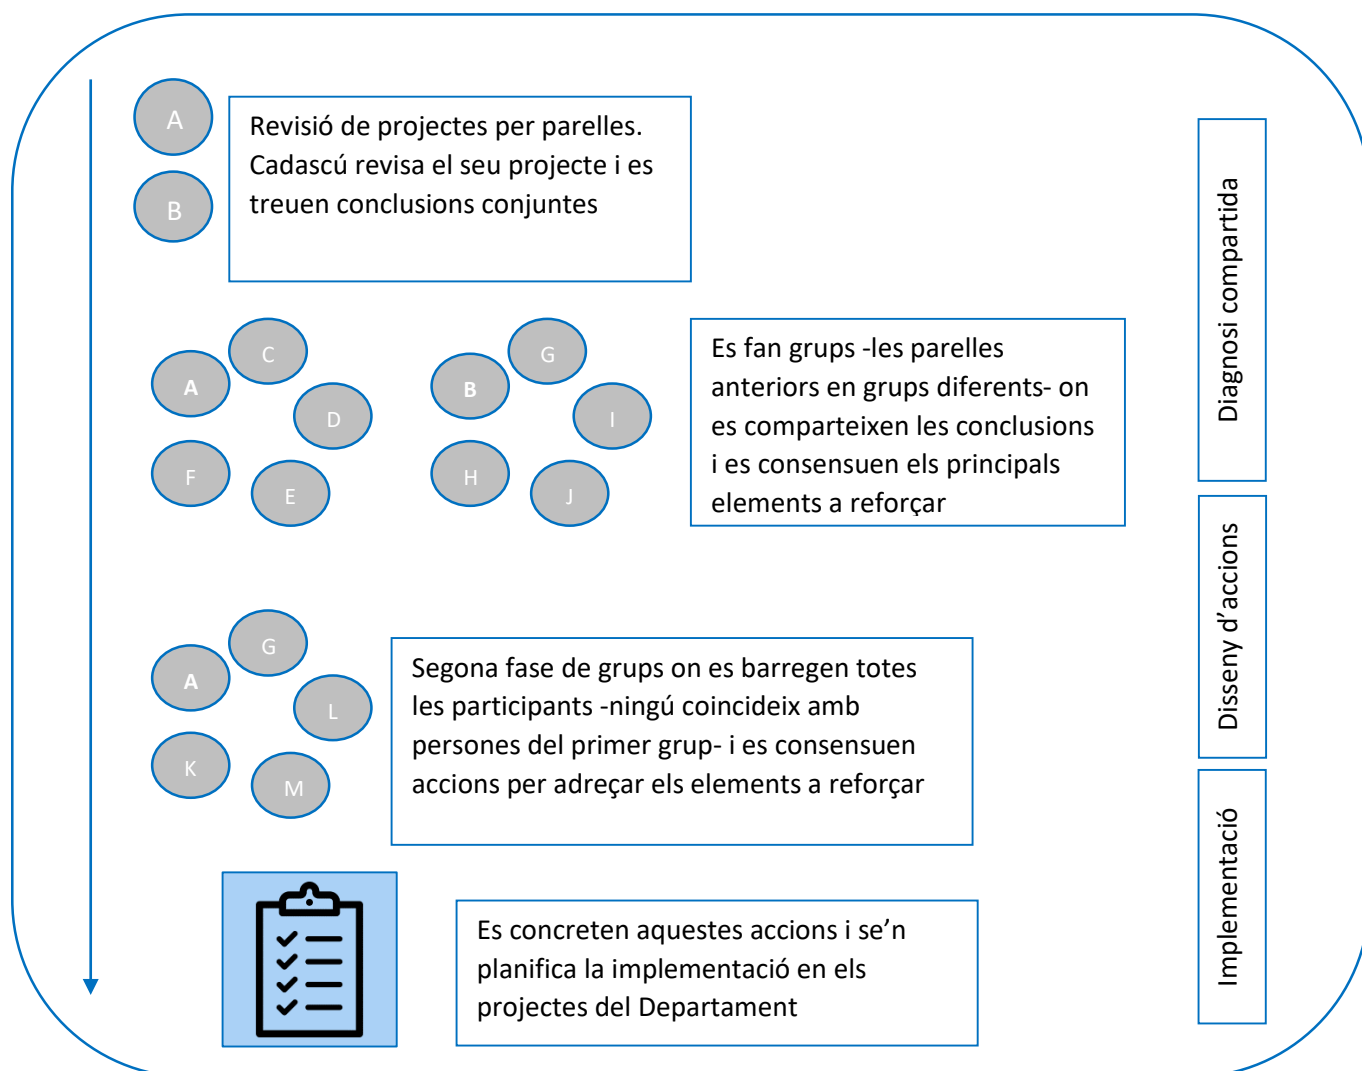 A
B
Revisió de projectes per parelles.
Cadascú revisa el seu projecte i es
treuen conclusions conjuntes
Diagnosi compartida
C
A
D
F
E
G
B
I
H
J
Es fan grups -les parelles
anteriors en grups diferents- on
es comparteixen les conclusions
i es consensuen els principals
elements a reforçar
Disseny d’accions
G
A
L
K
M
Segona fase de grups on es barregen totes
les participants -ningú coincideix amb
persones del primer grup- i es consensuen
accions per adreçar els elements a reforçar
Implementació
Es concreten aquestes accions i se’n
planifica la implementació en els
projectes del Departament